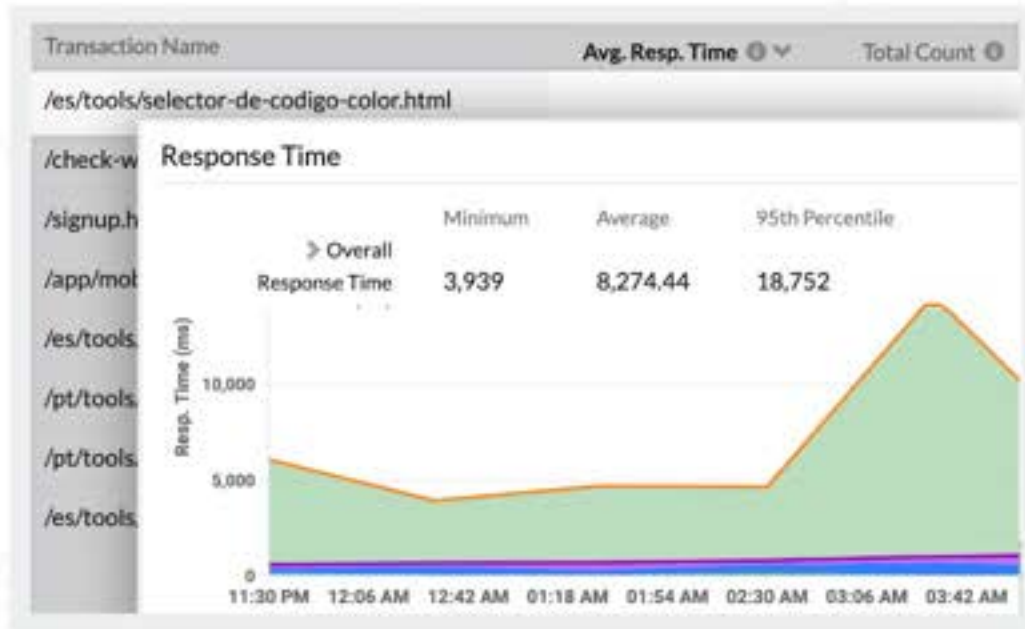 Transaction Name Avg. Resp. Time Total Count
/es/tools/selector-de-codigo-color.html
/check-w
Response Time
/signup.h
Minimum Average 95th Percentile
> Overall
/app/mob
Response Time 3,939 8,274.44 18,752
/es/tools
/pt/tools
/pt/tools
/es/tools
Resp. Time (ms)
10,000
5,000
0
11:30 PM 12:06 AM 12:42 AM 01:18 AM 01:54 AM 02:30 AM 03:06 AM 03:42 AM